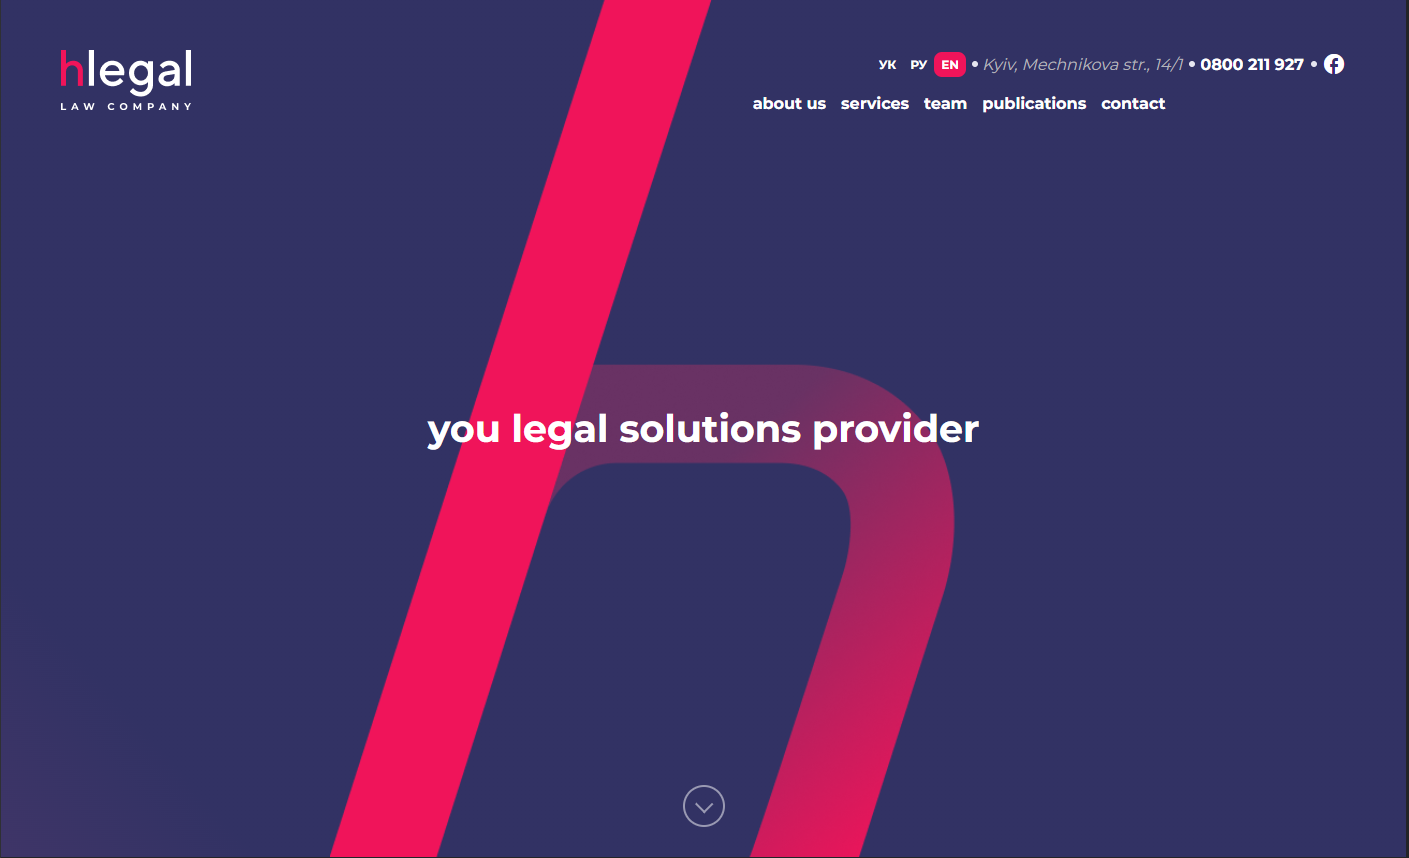 hlegal
LAW COMPANY
УК РУ EN • Kyiv, Mechnikova str., 14/1 • 0800 211 927 •
about us services team publications contact
you legal solutions provider